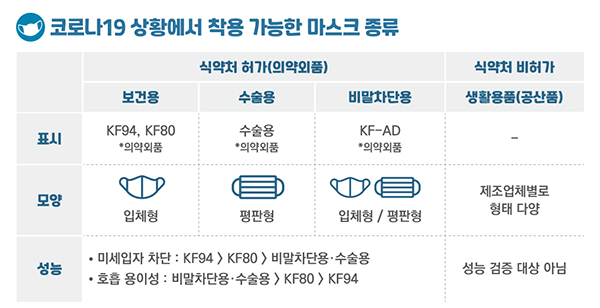 코로나19 상황에서 착용 가능한 마스크 종류
식약처 허가(의약외품)
식약처 비허가
보건용
수술용
비말차단용
생활용품(공산품)
표시
KF94, KF80
*의약외품
수술용
*의약외품
KF-AD
*의약외품
-
모양
입체형
평판형
입체형 / 평판형
제조업체별로
형태 다양
성능
• 미세입자 차단 : KF94 > KF80 > 비말차단용·수술용
• 호흡 용이성 : 비말차단용·수술용 > KF80 > KF94
성능 검증 대상 아님